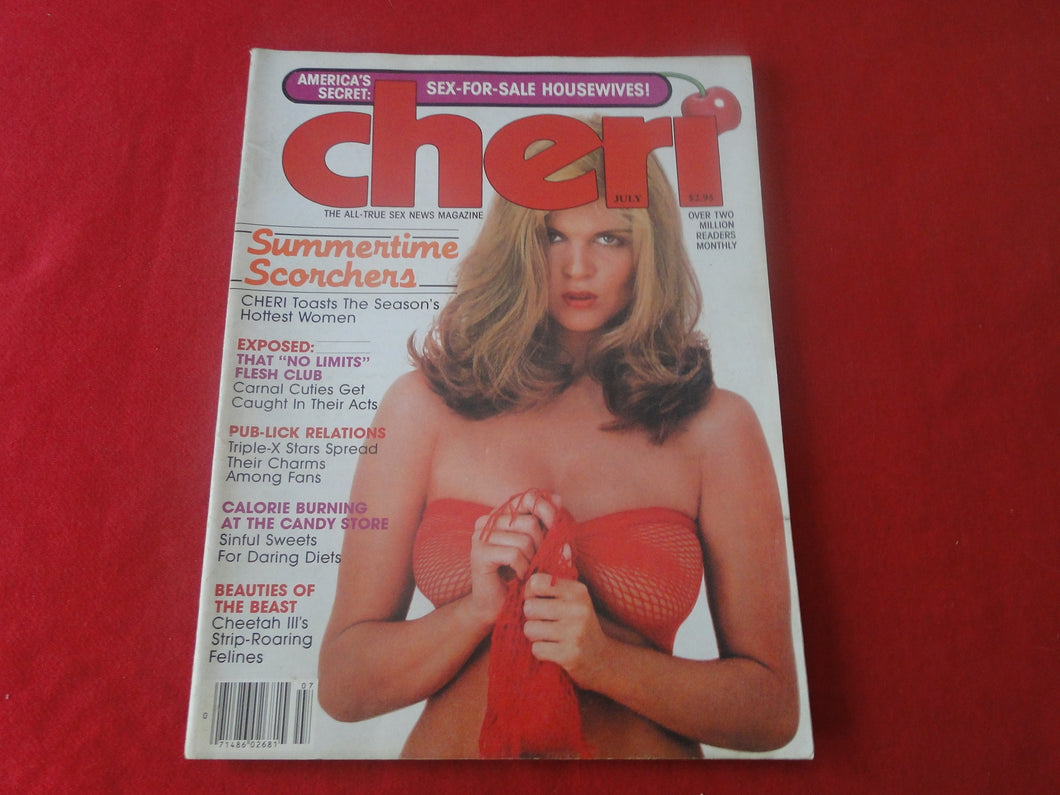 AMERICA'S
SECRET:
SEX-FOR-SALE HOUSEWIVES!
cheri
JULY
$2.95
THE ALL-TRUE SEX NEWS MAGAZINE
OVER TWO
MILLION
READERS
MONTHLY
Summertime
Scorchers
CHERI Toasts The Season's
Hottest Women
EXPOSED:
THAT "NO LIMITS"
FLESH CLUB
Carnal Cuties Get
Caught In Their Acts
PUB-LICK RELATIONS
Triple-X Stars Spread
Their Charms
Among Fans
CALORIE BURNING
AT THE CANDY STORE
Sinful Sweets
For Daring Diets
BEAUTIES OF
THE BEAST
Cheetah III's
Strip-Roaring
Felines
07
0
71486 02681